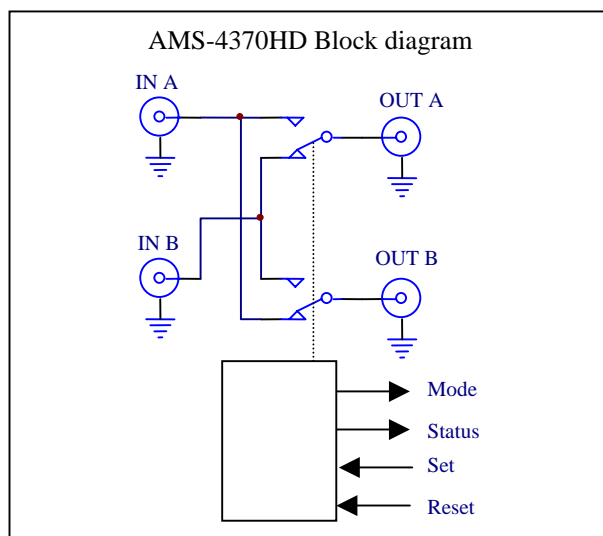 AMS-4370HD Block diagram
IN A
OUT A
IN B
OUT B
Mode
Status
Set
Reset